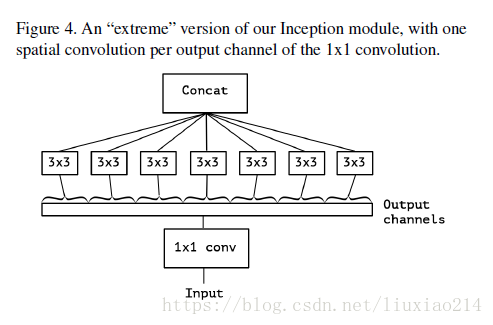 Figure 4. An “extreme” version of our Inception module, with one
spatial convolution per output channel of the 1x1 convolution.
Concat
3x3 3x3 3x3 3x3 3x3 3x3 3x3
Output
channels
1x1 conv
Input
https://blog.csdn.net/liuxiao214